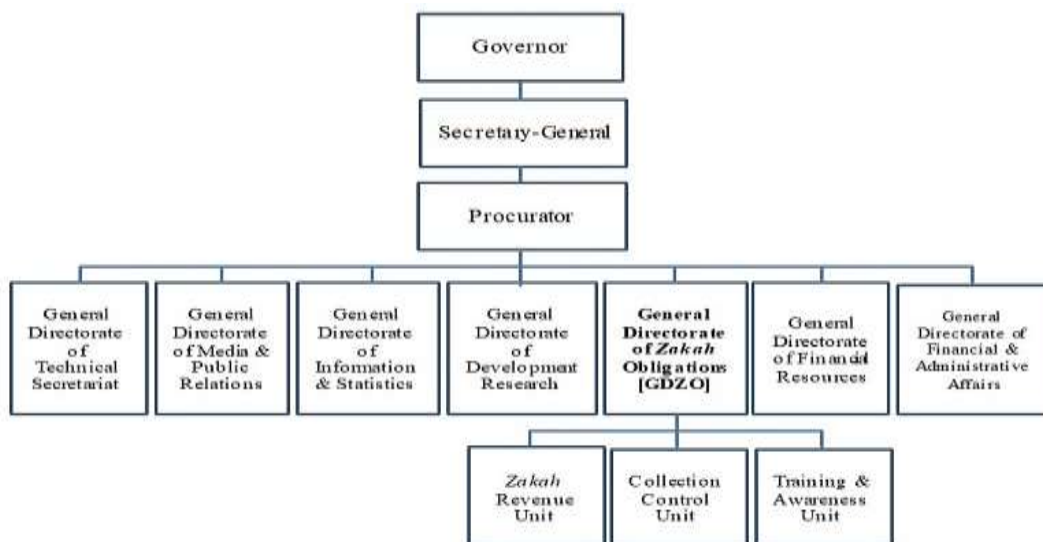 Governor
Secretary-General
Procurator
General
Directorate
of
Technical
Secretariat
General
Directorate
of Media &
Public
Relations
General
Directorate
of
Information
& Statistics
General
Directorate
of
Development
Research
General
Directorate
of Zakah
Obligations
[GDZO]
General
Directorate
of Financial
Resources
General
Directorate of
Financial &
Administrative
Affairs
Zakah
Revenue
Unit
Collection
Control
Unit
Training &
Awareness
Unit